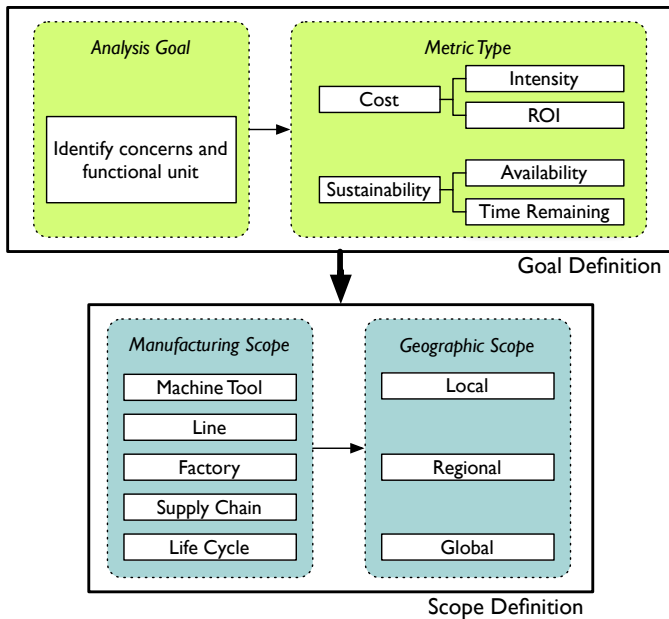 Analysis Goal
Identify concerns and
functional unit
Metric Type
Cost
Intensity
ROI
Sustainability
Availability
Time Remaining
Goal Definition
Manufacturing Scope
Machine Tool
Line
Factory
Supply Chain
Life Cycle
Geographic Scope
Local
Regional
Global
Scope Definition